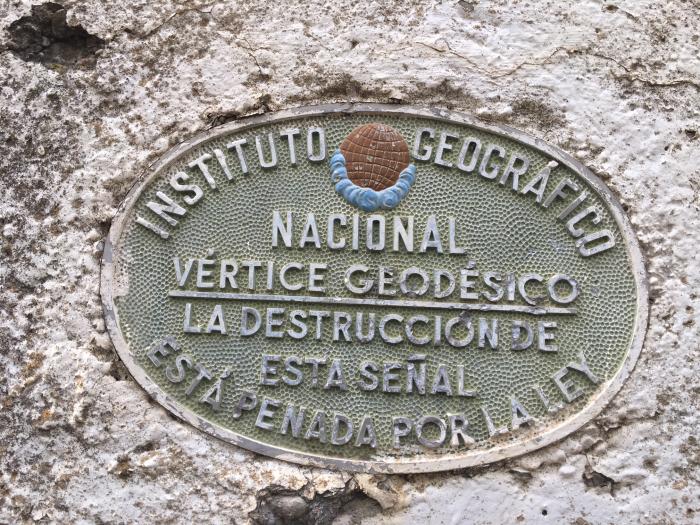 INSTITUTO GEOGRÁFICO
NACIONAL
VÉRTICE GEODÉSICO
LA DESTRUCCIÓN DE
ESTA SEÑAL
ESTÁ PENADA POR LA LEY